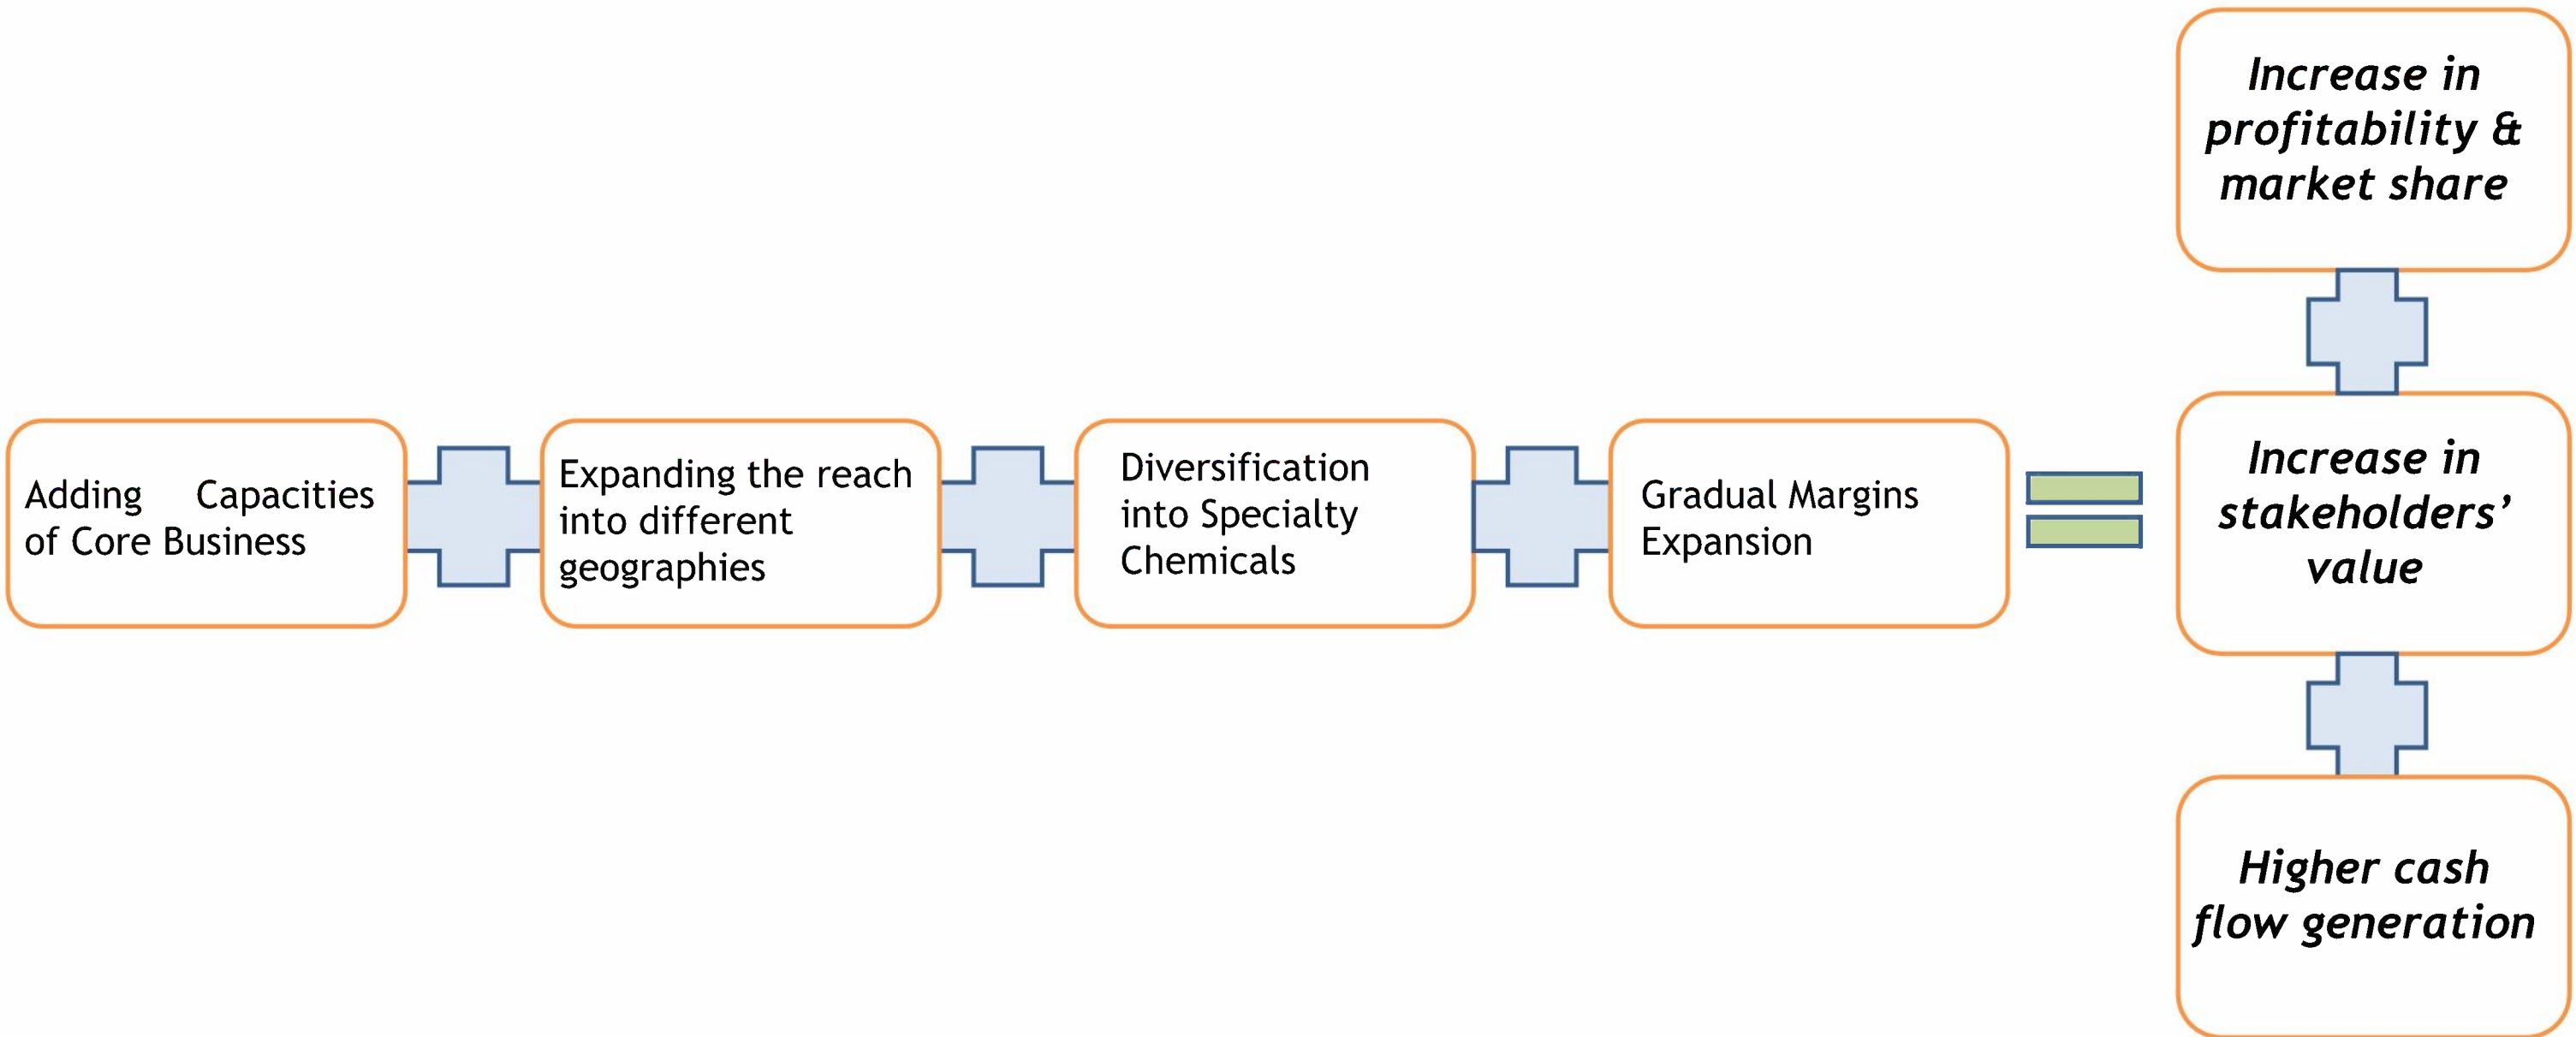 Adding Capacities
of Core Business
Expanding the reach
into different
geographies
Diversification
into Specialty
Chemicals
Gradual Margins
Expansion
Increase in
profitability &
market share
Increase in
stakeholders’
value
Higher cash
flow generation